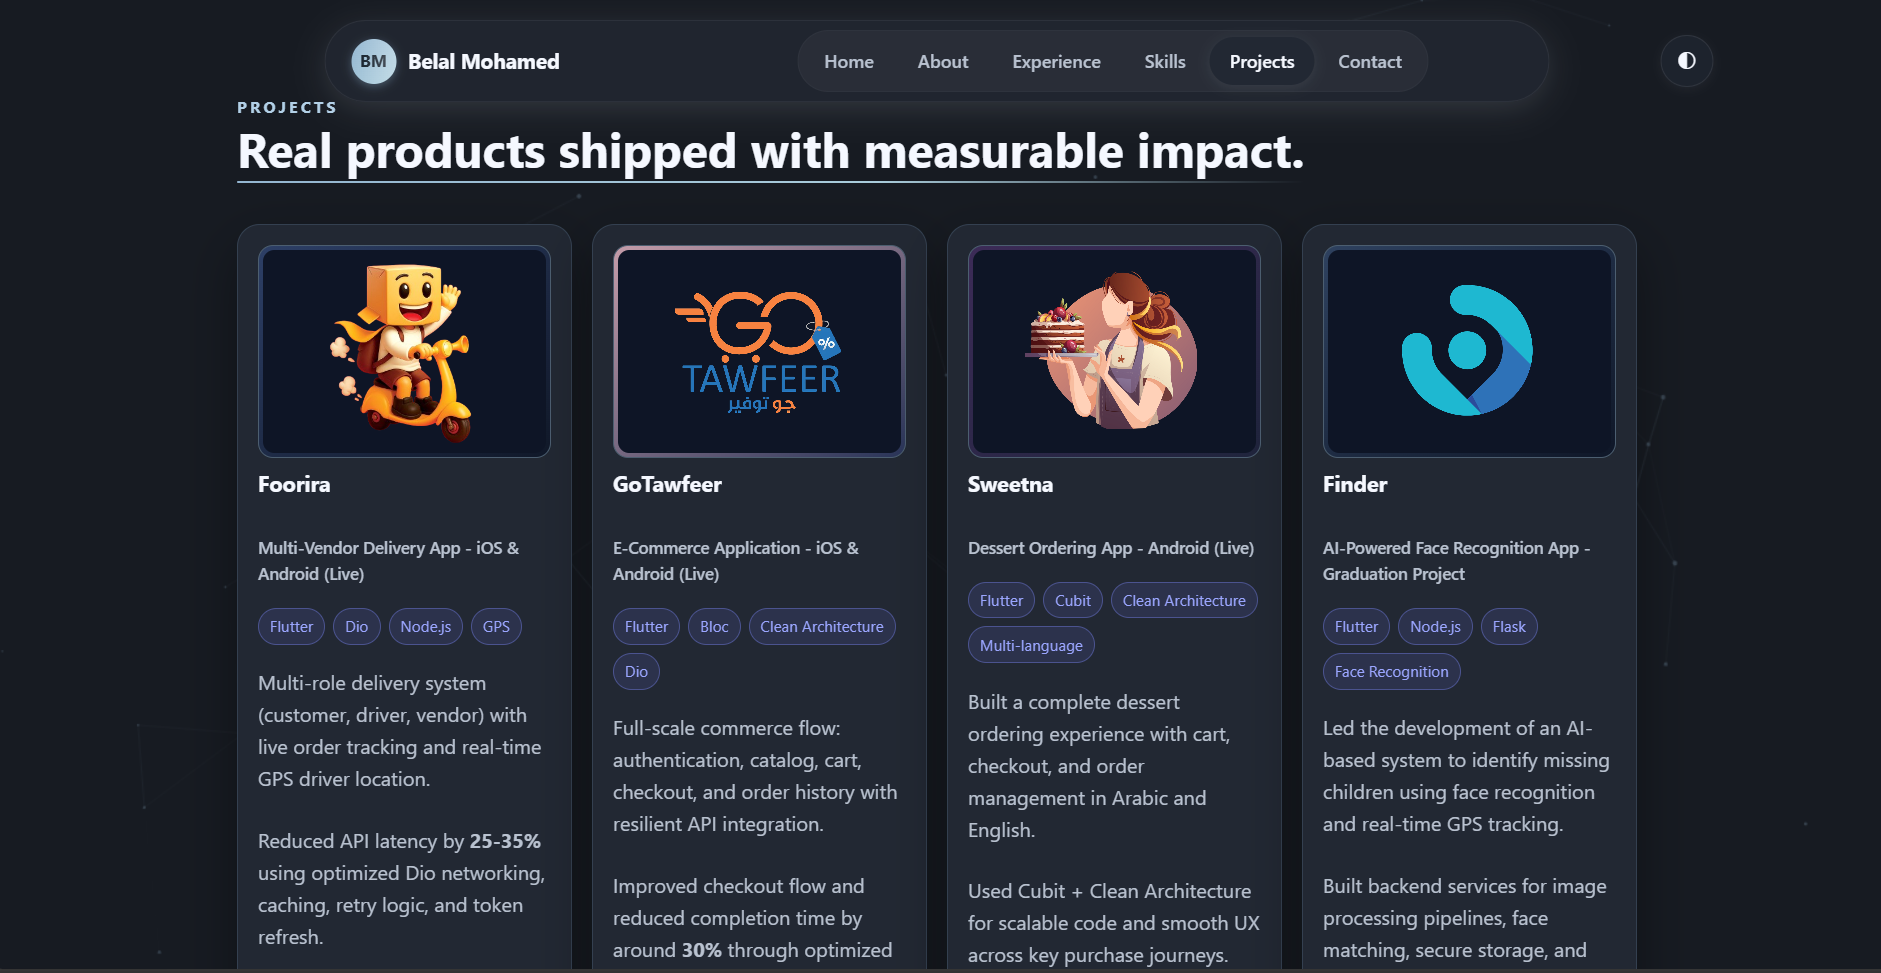 BM Belal Mohamed
Home About Experience Skills Projects Contact
PROJECTS
Real products shipped with measurable impact.
GO
%
TAWFEER
جو توفير
Foorira
Multi-Vendor Delivery App - iOS &
Android (Live)
Flutter Dio Node.js GPS
Multi-role delivery system
(customer, driver, vendor) with
live order tracking and real-time
GPS driver location.
Reduced API latency by 25-35%
using optimized Dio networking,
caching, retry logic, and token
refresh.
GoTawfeer
E-Commerce Application - iOS &
Android (Live)
Flutter Bloc Clean Architecture
Dio
Full-scale commerce flow:
authentication, catalog, cart,
checkout, and order history with
resilient API integration.
Improved checkout flow and
reduced completion time by
around 30% through optimized
Sweetna
Dessert Ordering App - Android (Live)
Flutter Cubit Clean Architecture
Multi-language
Built a complete dessert
ordering experience with cart,
checkout, and order
management in Arabic and
English.
Used Cubit + Clean Architecture
for scalable code and smooth UX
across key purchase journeys.
Finder
AI-Powered Face Recognition App -
Graduation Project
Flutter Node.js Flask
Face Recognition
Led the development of an AI-
based system to identify missing
children using face recognition
and real-time GPS tracking.
Built backend services for image
processing pipelines, face
matching, secure storage, and